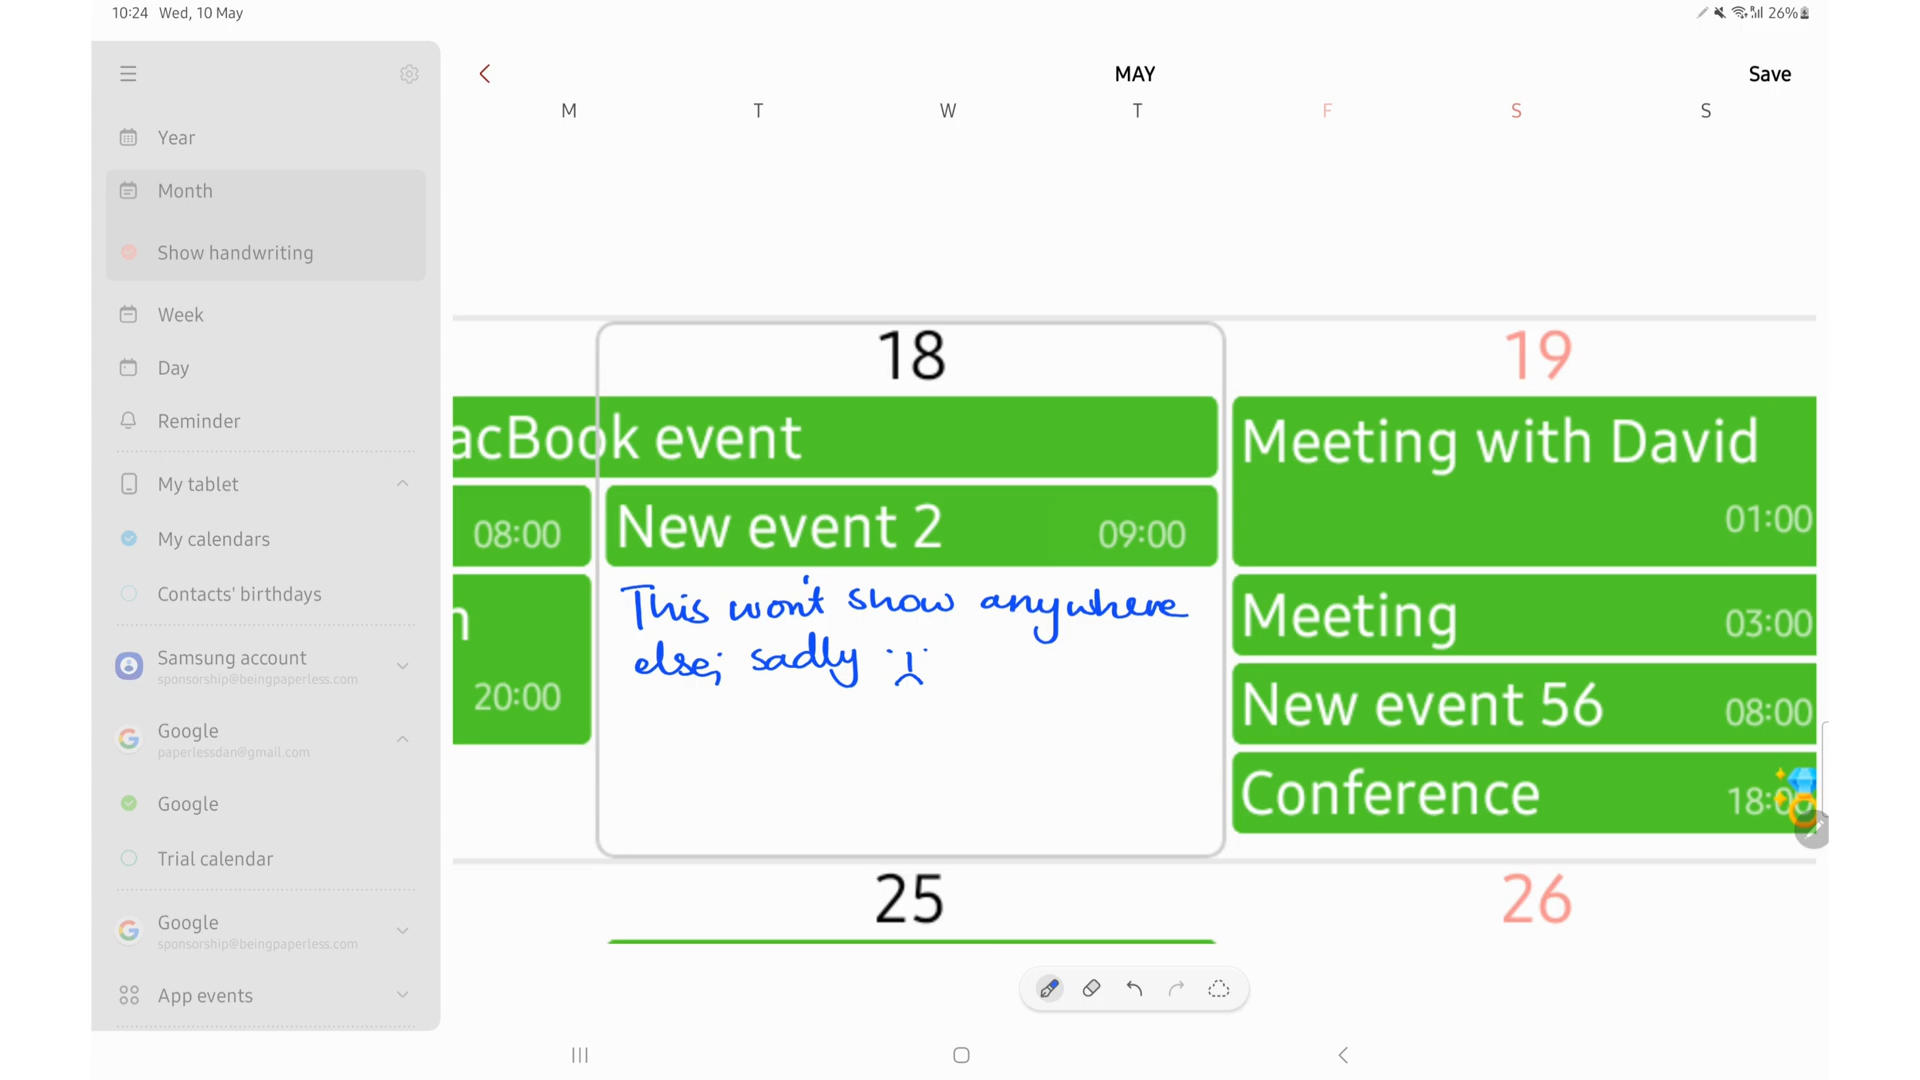 10:24 Wed, 10 May
26%
MAY
Save
M T W T F S S
Year
Month
Show handwriting
Week
Day
Reminder
My tablet
My calendars
Contacts' birthdays
Samsung account
sponsorship@beingpaperless.com
Google
paperlessdan@gmail.com
Google
Trial calendar
Google
sponsorship@beingpaperless.com
App events
18
acBook event
08:00
New event 2 09:00
This won't show anywhere
else; sadly :(
n
20:00
19
Meeting with David
01:00
Meeting 03:00
New event 56 08:00
Conference 18:00
25
26